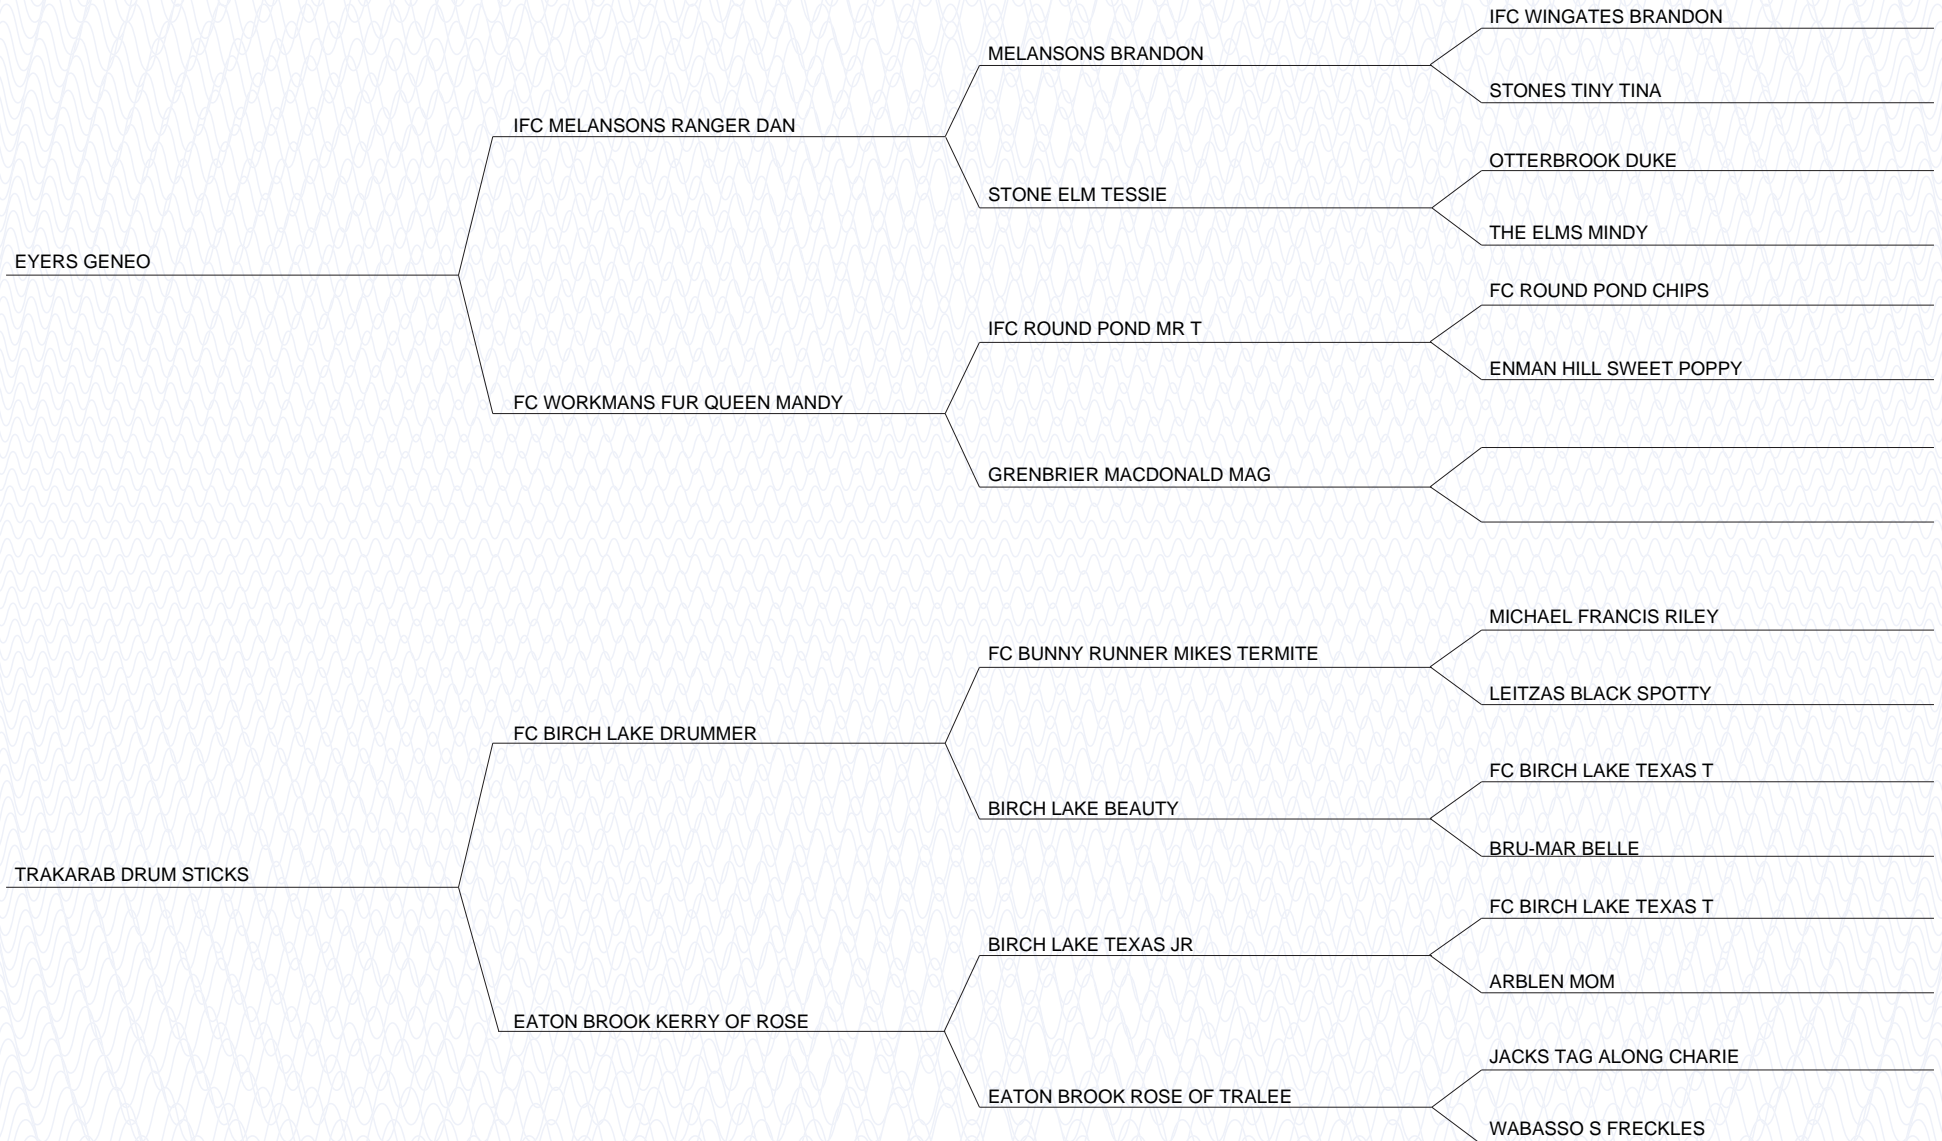 IFC WINGATES BRANDON
MELANSONS BRANDON
STONES TINY TINA
IFC MELANSONS RANGER DAN
OTTERBROOK DUKE
STONE ELM TESSIE
THE ELMS MINDY
EYERS GENEO
FC ROUND POND CHIPS
IFC ROUND POND MR T
ENMAN HILL SWEET POPPY
FC WORKMANS FUR QUEEN MANDY
GRENBRIER MACDONALD MAG
MICHAEL FRANCIS RILEY
FC BUNNY RUNNER MIKES TERMITE
LEITZAS BLACK SPOTTY
FC BIRCH LAKE DRUMMER
FC BIRCH LAKE TEXAS T
BIRCH LAKE BEAUTY
BRU-MAR BELLE
TRAKARAB DRUM STICKS
FC BIRCH LAKE TEXAS T
BIRCH LAKE TEXAS JR
ARBLEN MOM
EATON BROOK KERRY OF ROSE
JACKS TAG ALONG CHARIE
EATON BROOK ROSE OF TRALEE
WABASSO S FRECKLES